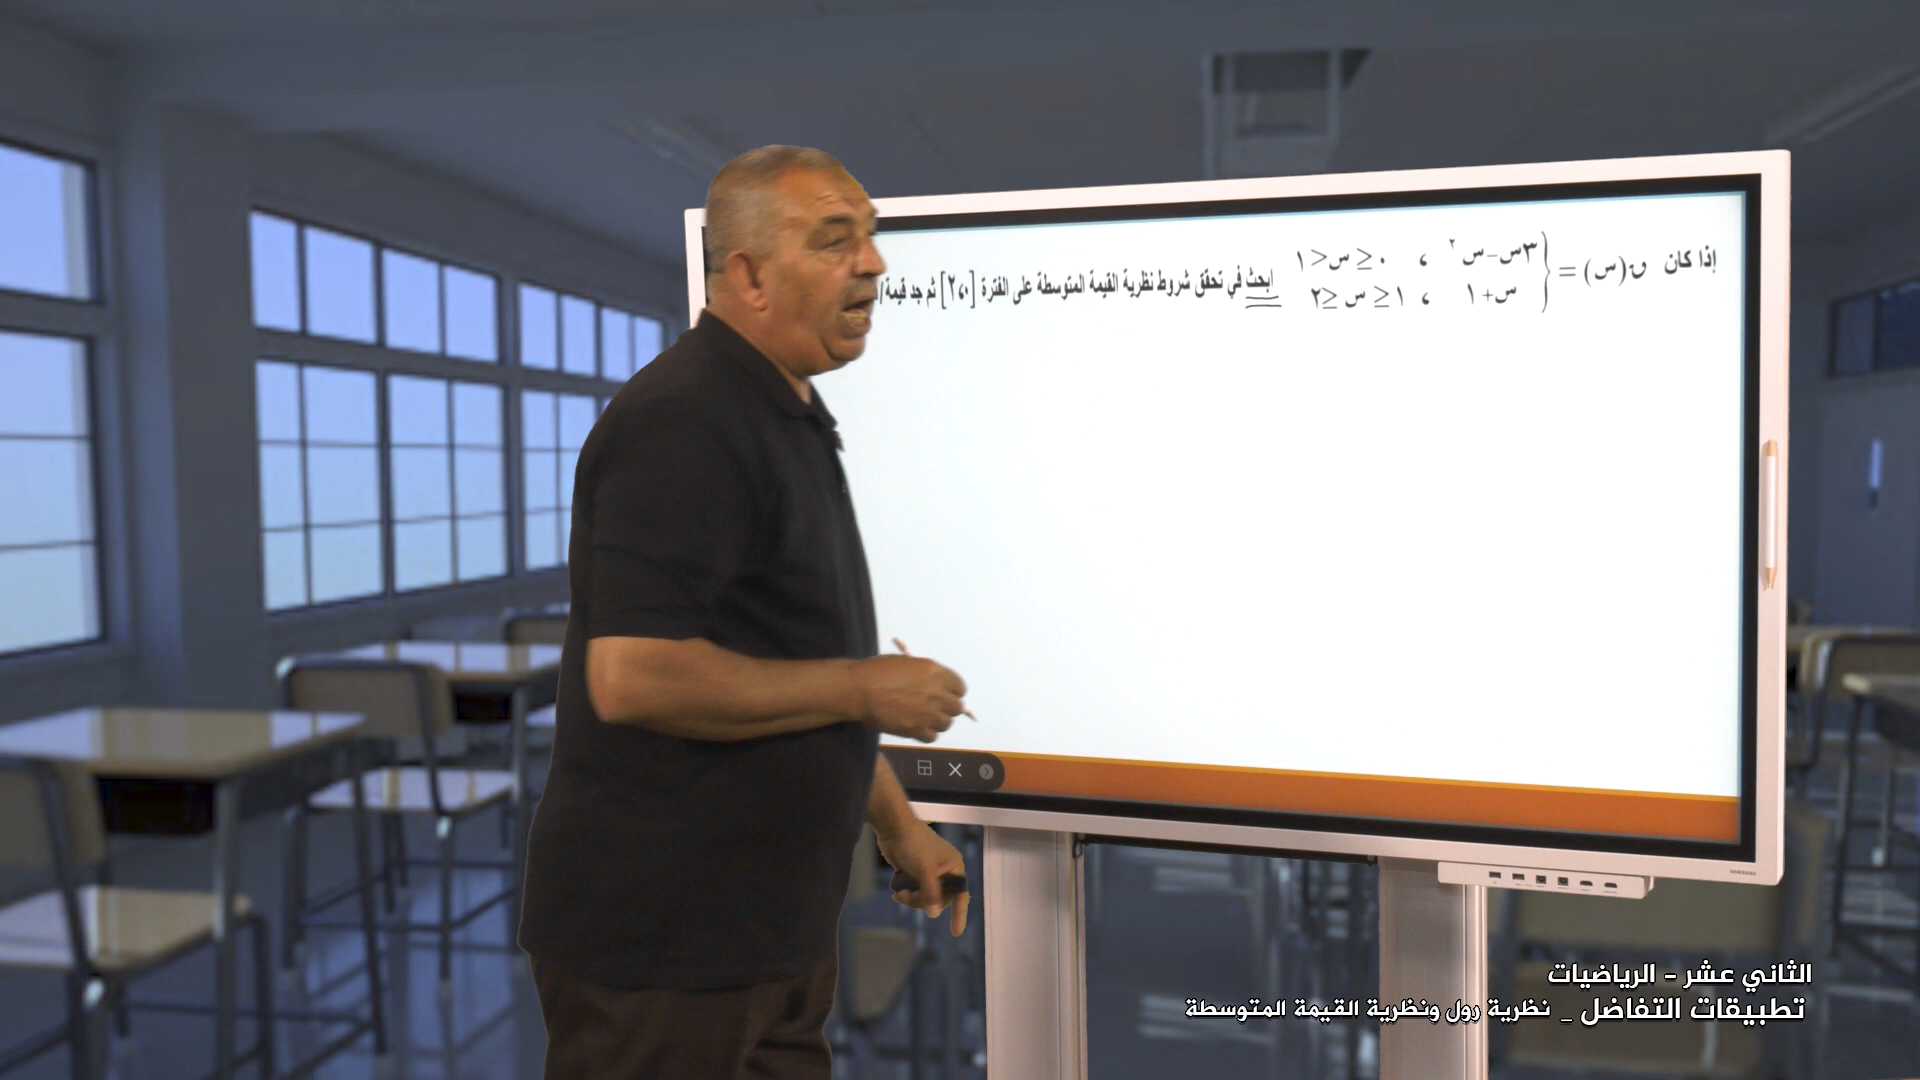 إذا كان ق(س) = { ٣س-س٢ ، ٠≤س<١
س+١ ، ١≤س≤٢
ابحث في تحقق شروط نظرية القيمة المتوسطة على الفترة [٢،٠] ثم جد قيمة/
SAMSUNG
الثاني عشر - الرياضيات
تطبيقات التفاضل _ نظرية رول ونظرية القيمة المتوسطة